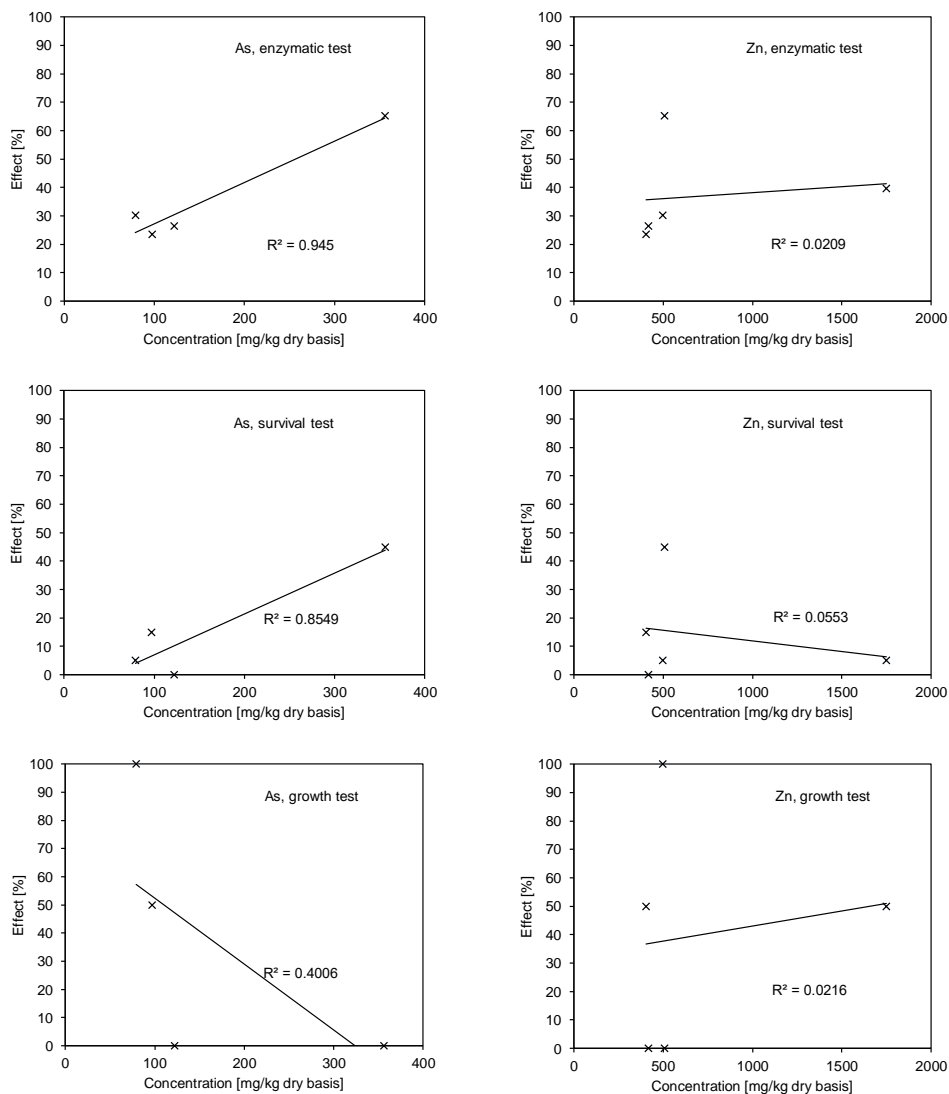 100
90
80
70
60
50
40
30
20
10
0
Effect [%]
As, enzymatic test
R² = 0.945
0 100 200 300 400
Concentration [mg/kg dry basis]
100
90
80
70
60
50
40
30
20
10
0
Effect [%]
Zn, enzymatic test
R² = 0.0209
0 500 1000 1500 2000
Concentration [mg/kg dry basis]
100
90
80
70
60
50
40
30
20
10
0
Effect [%]
As, survival test
R² = 0.8549
0 100 200 300 400
Concentration [mg/kg dry basis]
100
90
80
70
60
50
40
30
20
10
0
Effect [%]
Zn, survival test
R² = 0.0553
0 500 1000 1500 2000
Concentration [mg/kg dry basis]
100
90
80
70
60
50
40
30
20
10
0
Effect [%]
As, growth test
R² = 0.4006
0 100 200 300 400
Concentration [mg/kg dry basis]
100
90
80
70
60
50
40
30
20
10
0
Effect [%]
Zn, growth test
R² = 0.0216
0 500 1000 1500 2000
Concentration [mg/kg dry basis]